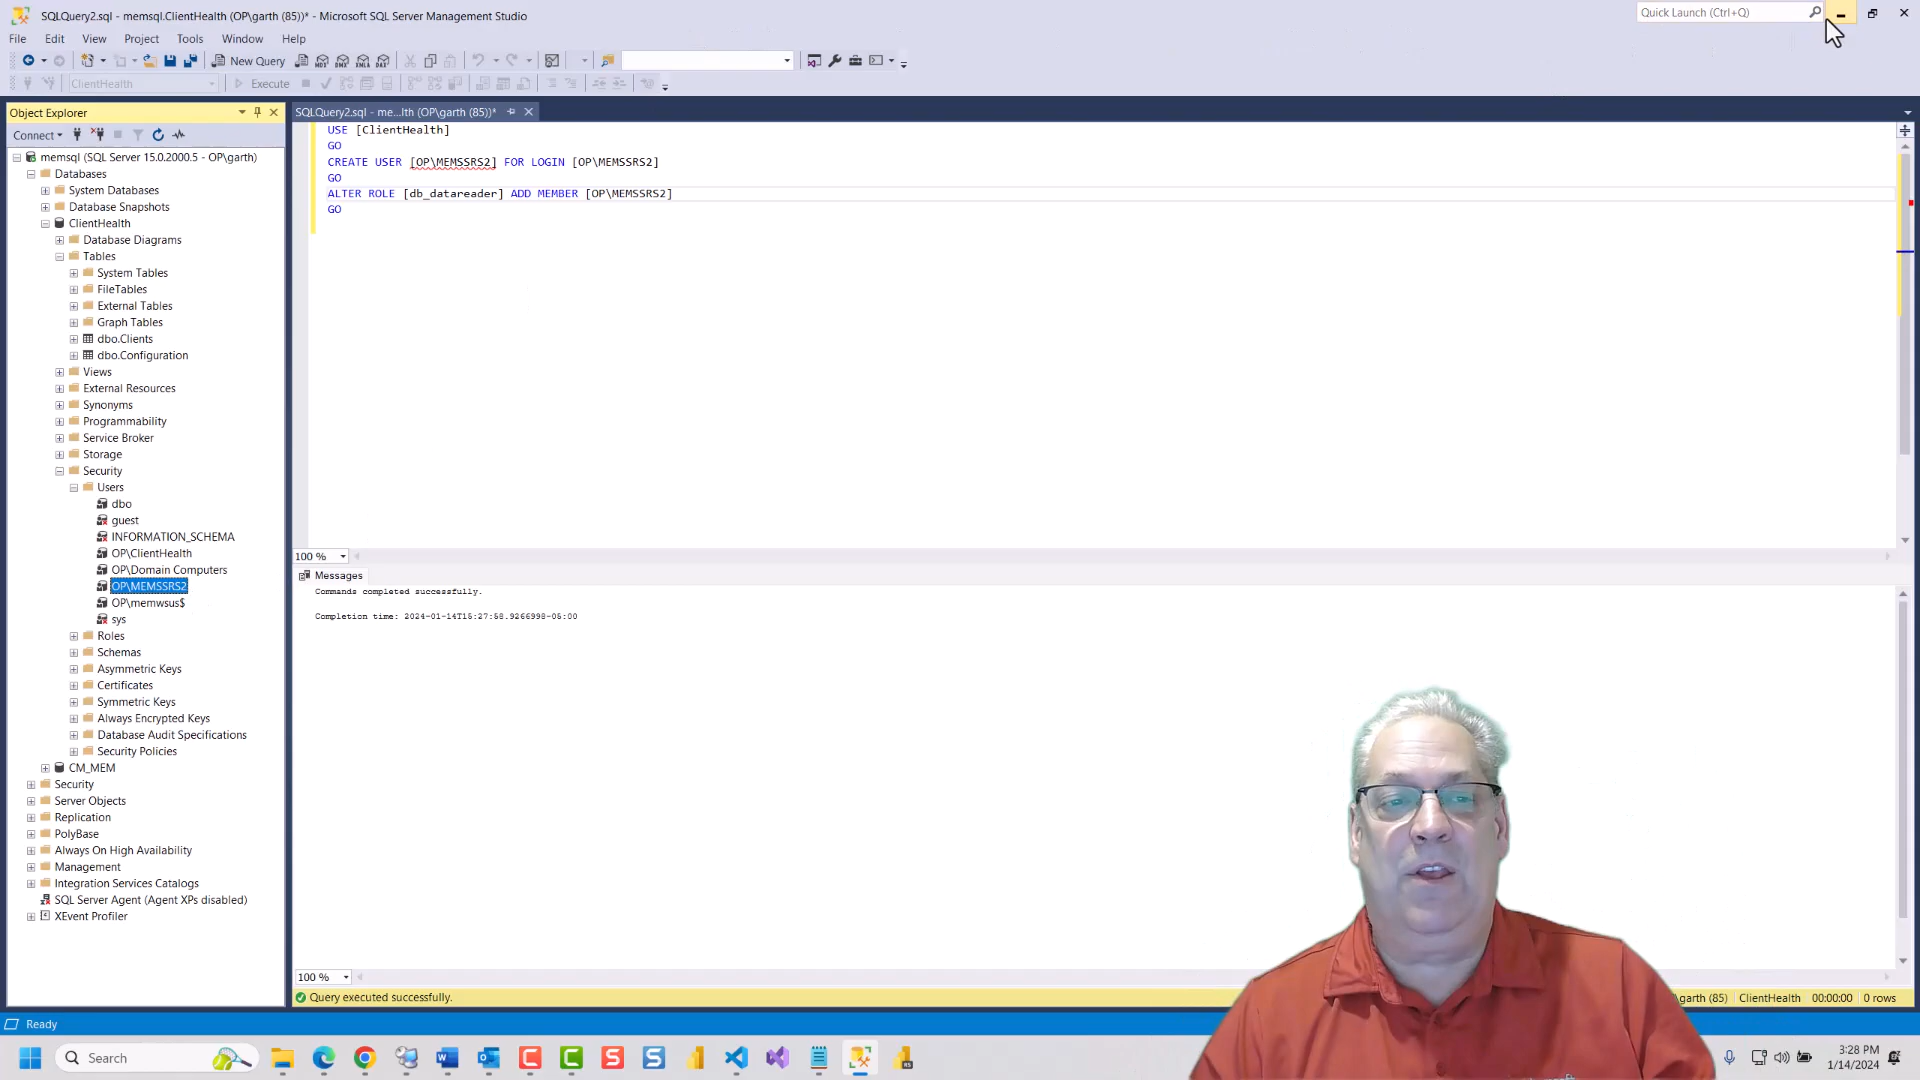 SQLQuery2.sql - memsql.ClientHealth (OP\garth (85))* - Microsoft SQL Server Management Studio
Quick Launch (Ctrl+Q)
File Edit View Project Tools Window Help
New Query
ClientHealth
Execute
Object Explorer
SQLQuery2.sql - me...lth (OP\garth (85))*
Connect
memsql (SQL Server 15.0.2000.5 - OP\garth)
Databases
System Databases
Database Snapshots
ClientHealth
Database Diagrams
Tables
System Tables
FileTables
External Tables
Graph Tables
dbo.Clients
dbo.Configuration
Views
External Resources
Synonyms
Programmability
Service Broker
Storage
Security
Users
dbo
guest
INFORMATION_SCHEMA
OP\ClientHealth
OP\Domain Computers
OP\MEMSSRS2
OP\memwsus$
sys
Roles
Schemas
Asymmetric Keys
Certificates
Symmetric Keys
Always Encrypted Keys
Database Audit Specifications
Security Policies
CM_MEM
Security
Server Objects
Replication
PolyBase
Always On High Availability
Management
Integration Services Catalogs
SQL Server Agent (Agent XPs disabled)
XEvent Profiler
USE [ClientHealth]
GO
CREATE USER [OP\MEMSSRS2] FOR LOGIN [OP\MEMSSRS2]
GO
ALTER ROLE [db_datareader] ADD MEMBER [OP\MEMSSRS2]
GO
100 %
Messages
Commands completed successfully.
Completion time: 2024-01-14T15:27:58.9266998-05:00
100 %
Query executed successfully.
\garth (85) ClientHealth 00:00:00 0 rows
Ready
Search
3:28 PM
1/14/2024